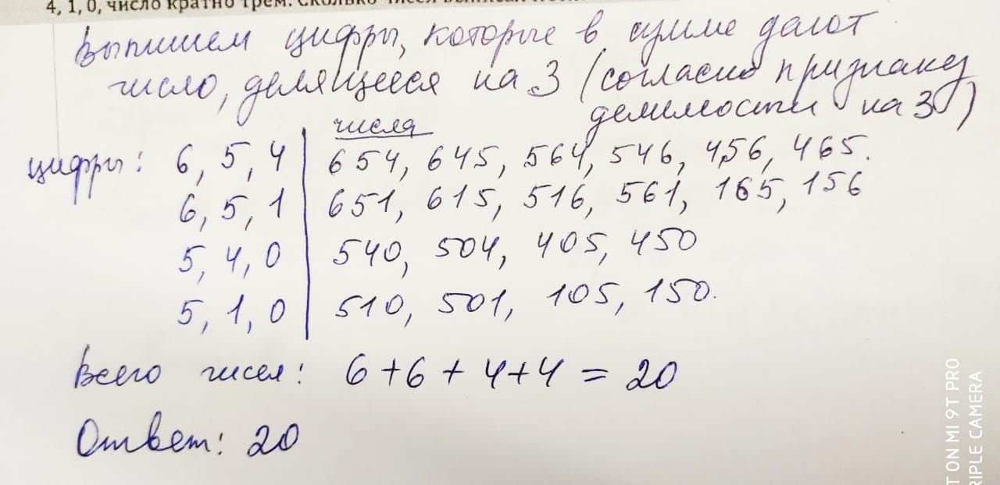 4, 1, 0, число кратно трем. Сколько чисел выписал
Выпишем цифры, которые в сумме дают
число, делящееся на 3 (согласно признаку
делимости на 3)
числа
цифры: 6, 5, 4 | 654, 645, 564, 546, 456, 465.
6, 5, 1 | 651, 615, 516, 561, 165, 156
5, 4, 0 | 540, 504, 405, 450
5, 1, 0 | 510, 501, 105, 150.
Всего чисел: 6+6+4+4 = 20
Ответ: 20
T ON MI 9T PRO
RIPLE CAMERA